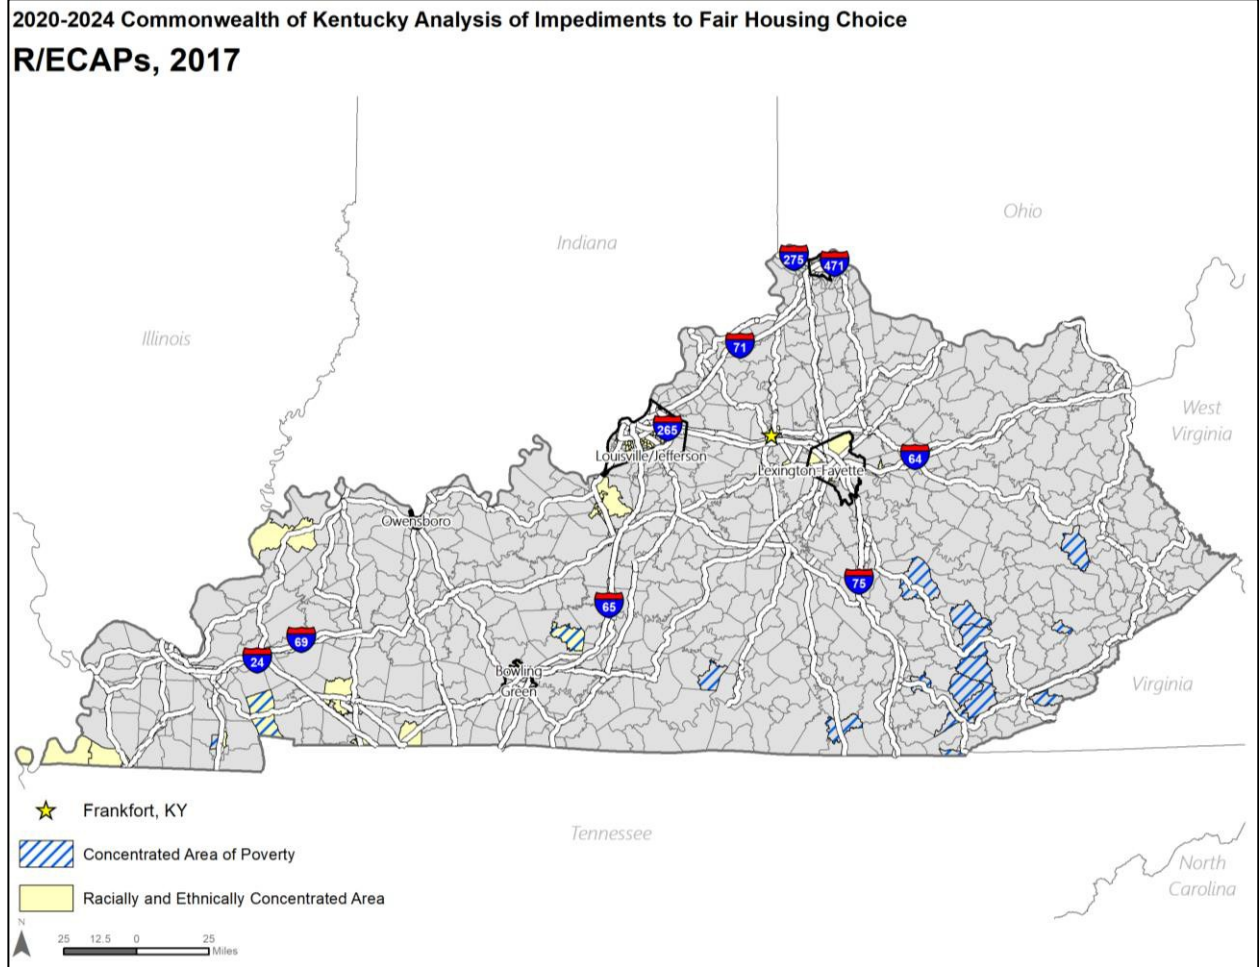 2020-2024 Commonwealth of Kentucky Analysis of Impediments to Fair Housing Choice
R/ECAPs, 2017
Ohio
Indiana
275
471
Illinois
71
West
Virginia
265
Louisville/Jefferson
64
Lexington-Fayette
Owensboro
75
65
69
24
Bowling
Green
Virginia
Frankfort, KY
Tennessee
Concentrated Area of Poverty
North
Carolina
Racially and Ethnically Concentrated Area
N
25 12.5 0 25
Miles